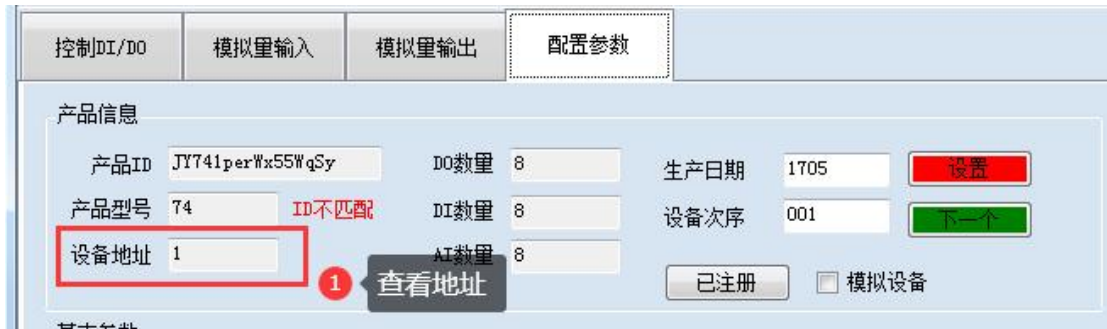 控制DI/DO 模拟量输入 模拟量输出 配置参数
产品信息
产品ID JY741perWx55WqSy DO数量 8 生产日期 1705 设置
产品型号 74 ID不匹配 DI数量 8 设备次序 001 下一个
设备地址 1 AI数量 8
1 查看地址 已注册 模拟设备
基本参数